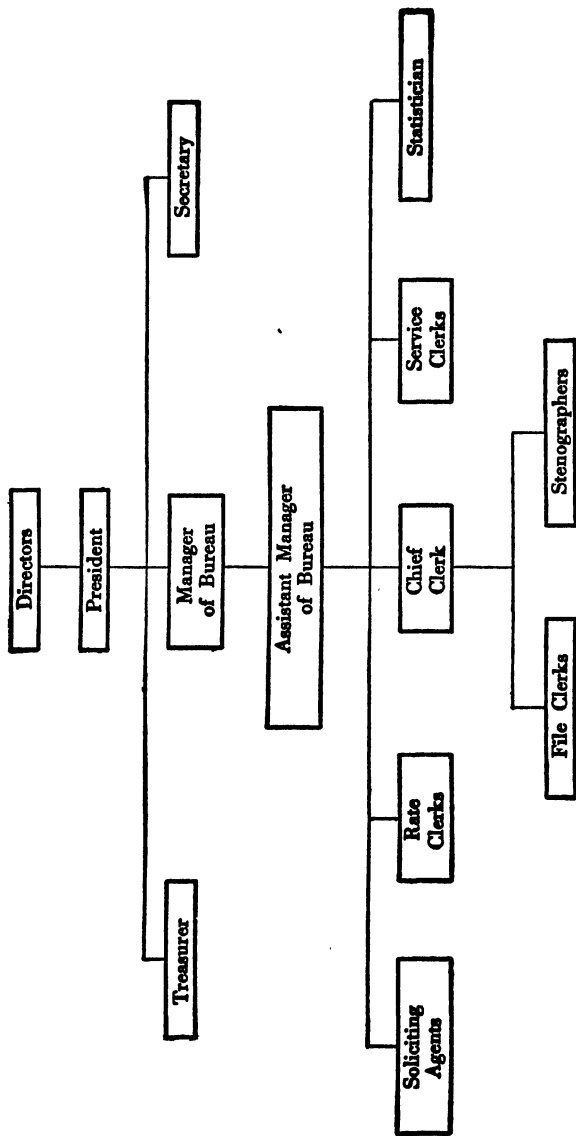 Directors
President
Treasurer
Manager
of Bureau
Secretary
Assistant Manager
of Bureau
Soliciting
Agents
Rate
Clerks
Chief
Clerk
Service
Clerks
Statistician
File Clerks
Stenographers